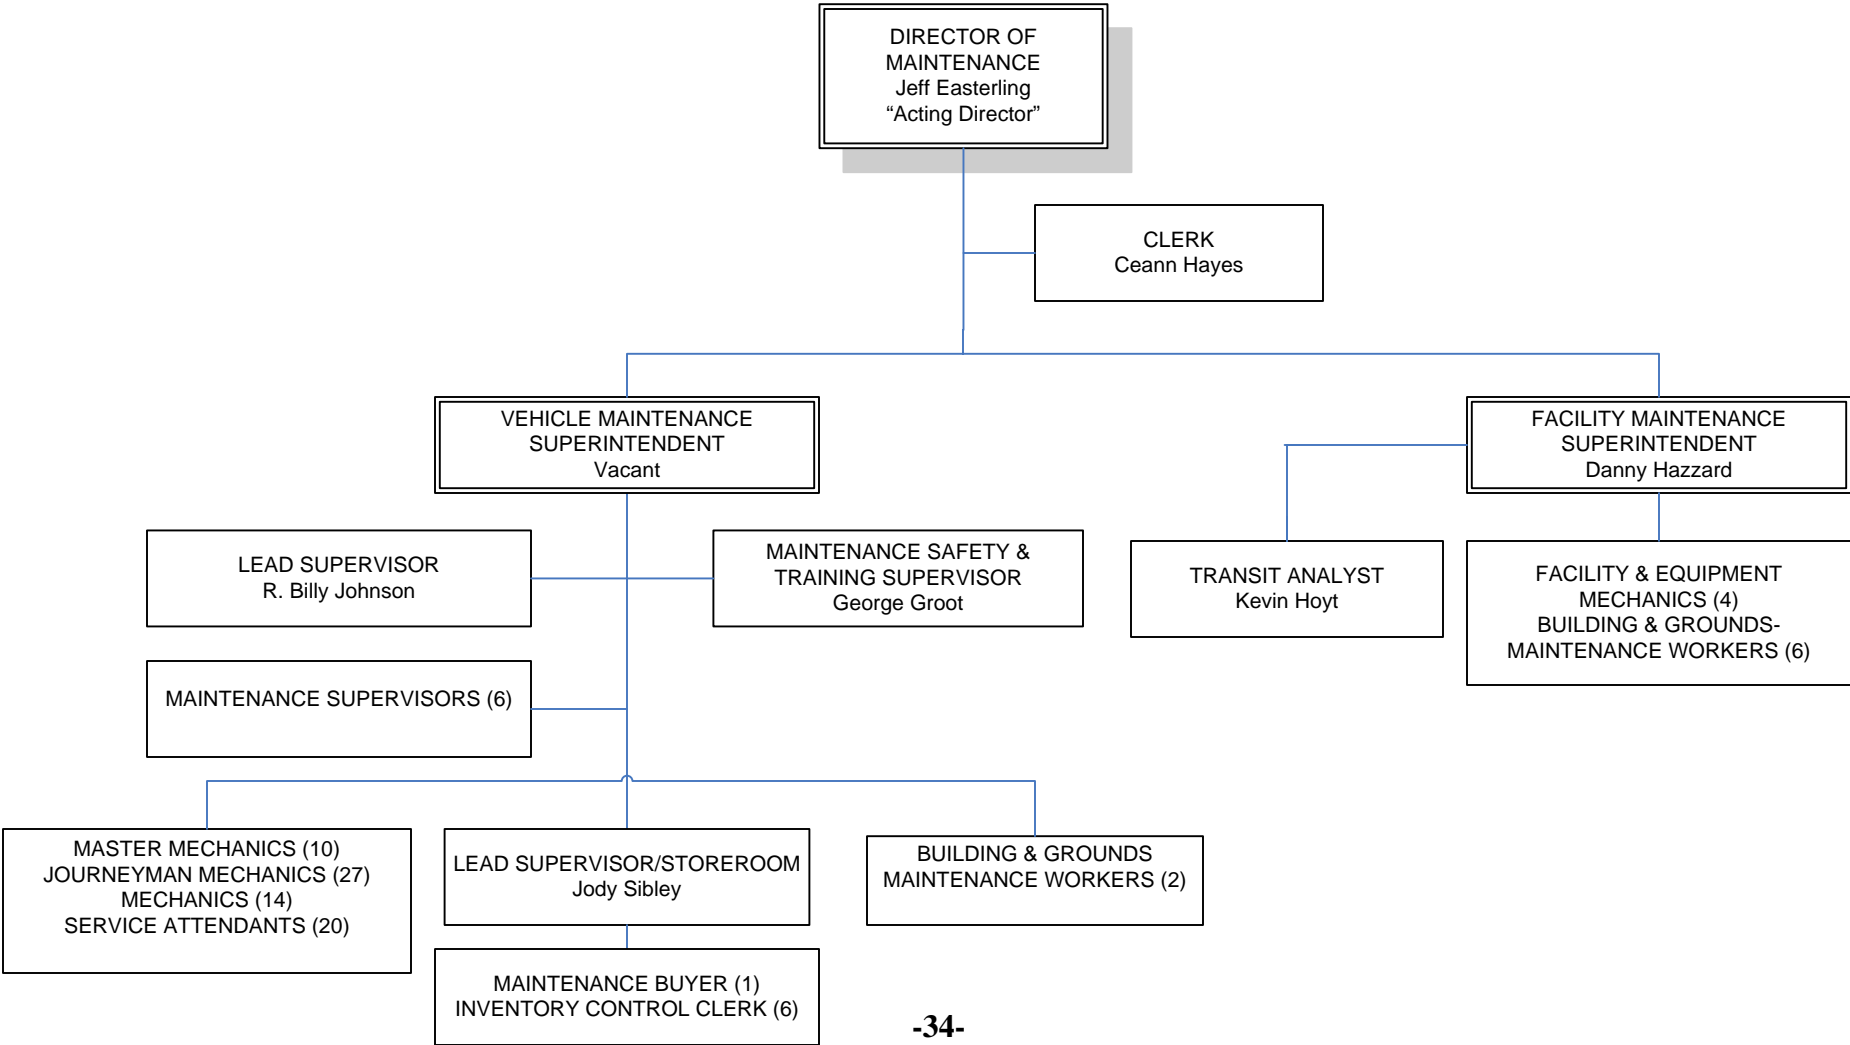 DIRECTOR OF
MAINTENANCE
Jeff Easterling
“Acting Director”
CLERK
Ceann Hayes
VEHICLE MAINTENANCE
SUPERINTENDENT
Vacant
FACILITY MAINTENANCE
SUPERINTENDENT
Danny Hazzard
LEAD SUPERVISOR
R. Billy Johnson
MAINTENANCE SAFETY &
TRAINING SUPERVISOR
George Groot
TRANSIT ANALYST
Kevin Hoyt
FACILITY & EQUIPMENT
MECHANICS (4)
BUILDING & GROUNDS-
MAINTENANCE WORKERS (6)
MAINTENANCE SUPERVISORS (6)
MASTER MECHANICS (10)
JOURNEYMAN MECHANICS (27)
MECHANICS (14)
SERVICE ATTENDANTS (20)
LEAD SUPERVISOR/STOREROOM
Jody Sibley
BUILDING & GROUNDS
MAINTENANCE WORKERS (2)
MAINTENANCE BUYER (1)
INVENTORY CONTROL CLERK (6)
-34-